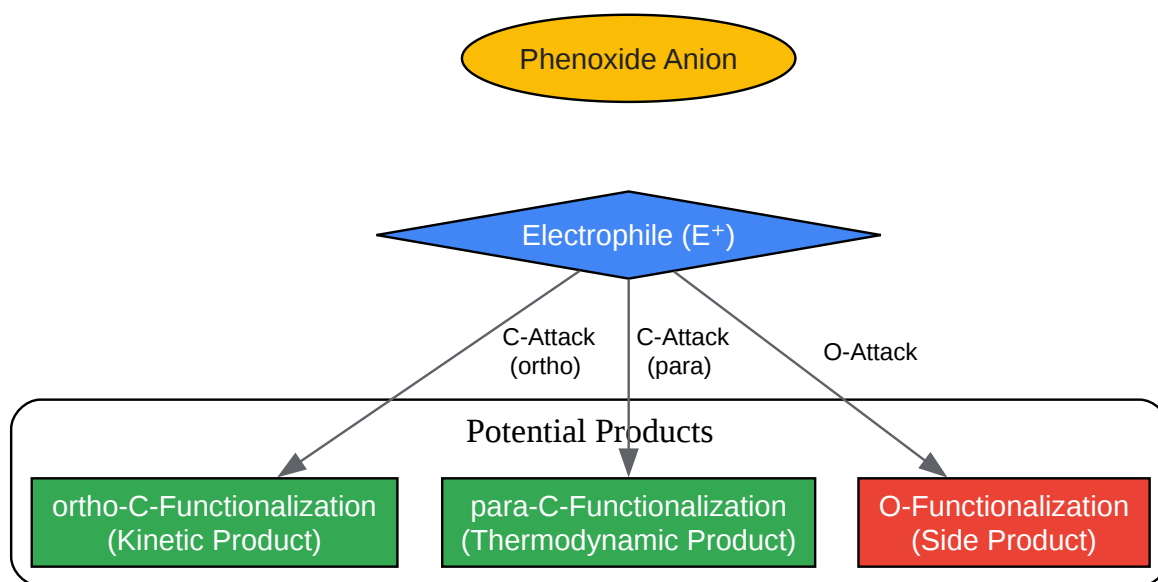 Phenoxide Anion
Electrophile (E⁺)
C-Attack
(ortho)
C-Attack
(para)
O-Attack
Potential Products
ortho-C-Functionalization
(Kinetic Product)
para-C-Functionalization
(Thermodynamic Product)
O-Functionalization
(Side Product)